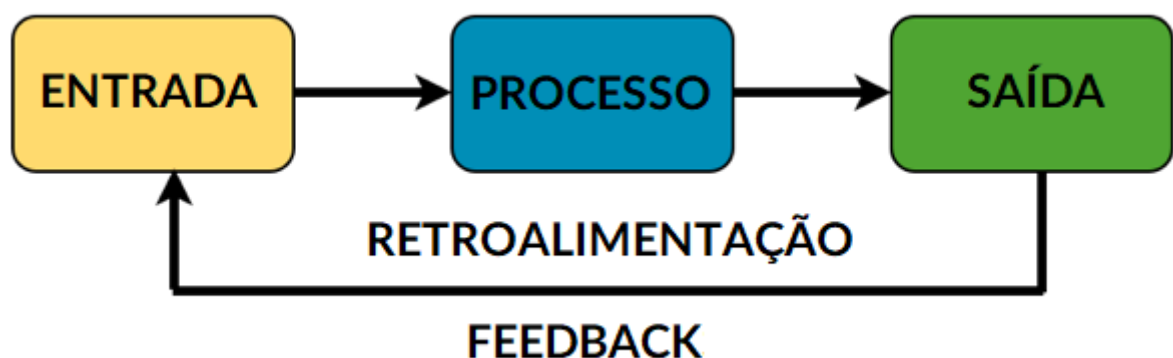 ENTRADA
PROCESSO
SAÍDA
RETROALIMENTAÇÃO
FEEDBACK